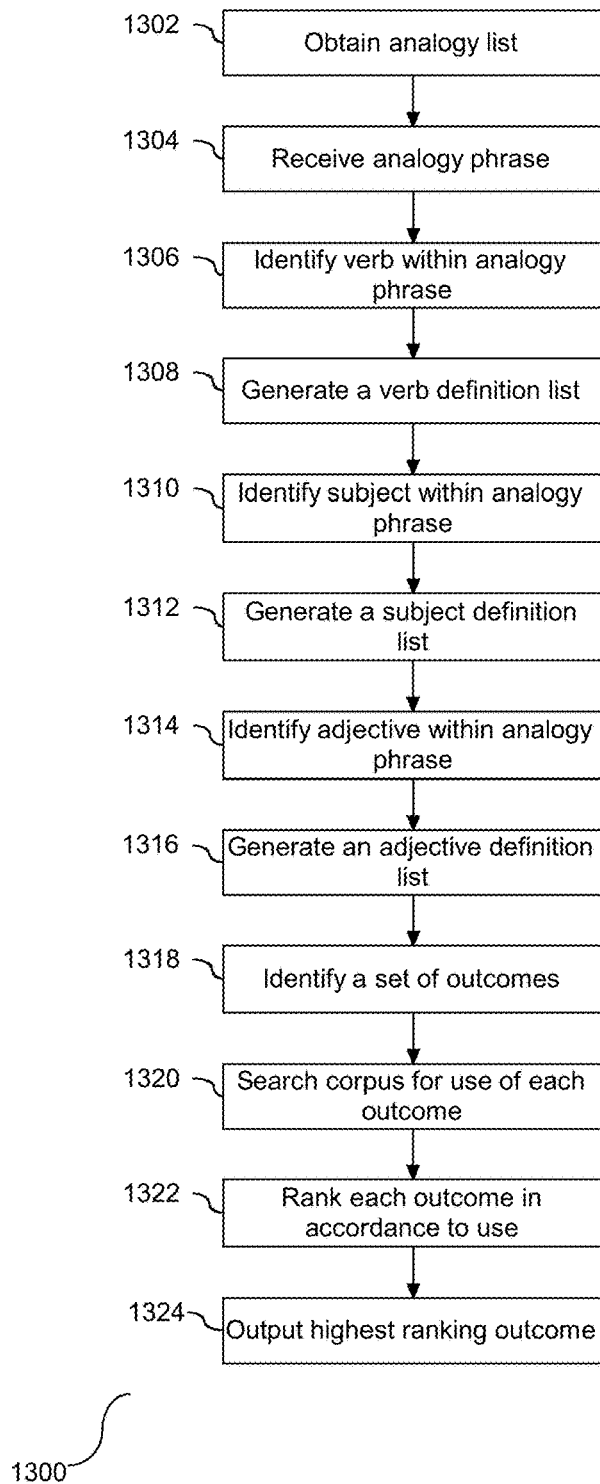 1302
Obtain analogy list
1304
Receive analogy phrase
1306
Identify verb within analogy
phrase
1308
Generate a verb definition list
1310
Identify subject within analogy
phrase
1312
Generate a subject definition
list
1314
Identify adjective within analogy
phrase
1316
Generate an adjective definition
list
1318
Identify a set of outcomes
1320
Search corpus for use of each
outcome
1322
Rank each outcome in
accordance to use
1324
Output highest ranking outcome
1300